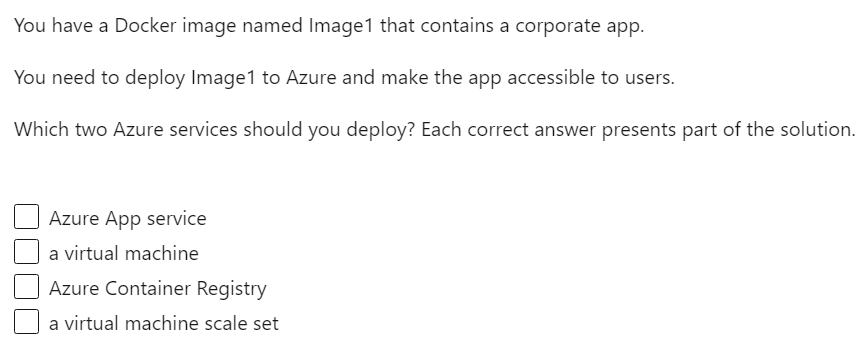 You have a Docker image named Image1 that contains a corporate app.
You need to deploy Image1 to Azure and make the app accessible to users.
Which two Azure services should you deploy? Each correct answer presents part of the solution.
Azure App service
a virtual machine
Azure Container Registry
a virtual machine scale set